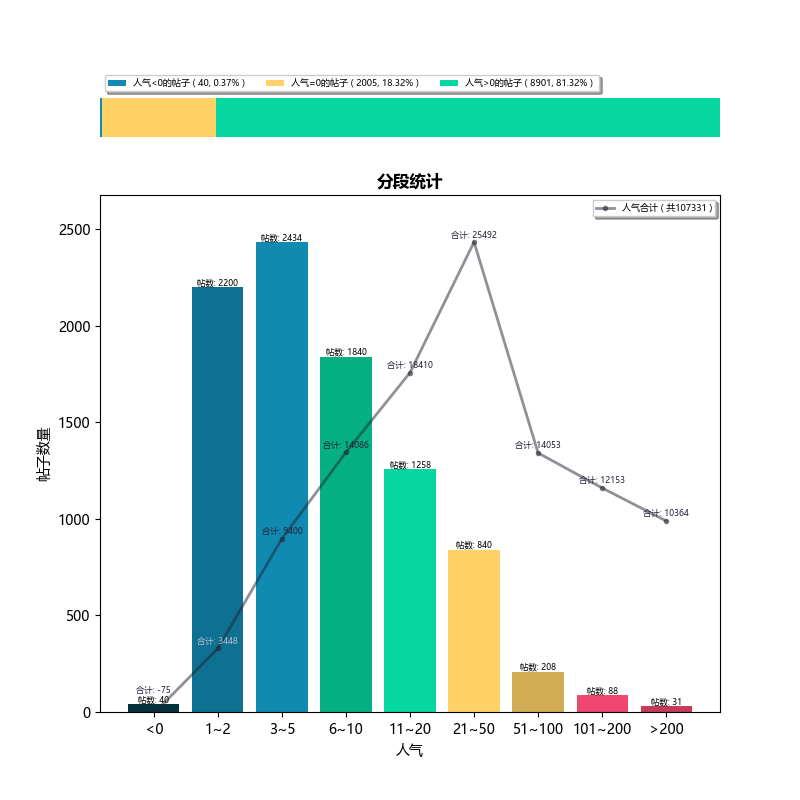 人气<0的帖子 ( 40, 0.37% ) 人气=0的帖子 ( 2005, 18.32% ) 人气>0的帖子 ( 8901, 81.32% )
分段统计
人气合计 ( 共107331 )
2500
2000
1500
1000
500
0
帖子数量
合计: 25492
帖数: 2434
帖数: 2200
合计: 18410
帖数: 1840
合计: 14086
合计: 14053
帖数: 1258
合计: 12153
合计: 10364
合计: 9400
帖数: 840
合计: 3448
合计: -75
帖数: 40
帖数: 208
帖数: 88
帖数: 31
<0 1~2 3~5 6~10 11~20 21~50 51~100 101~200 >200
人气